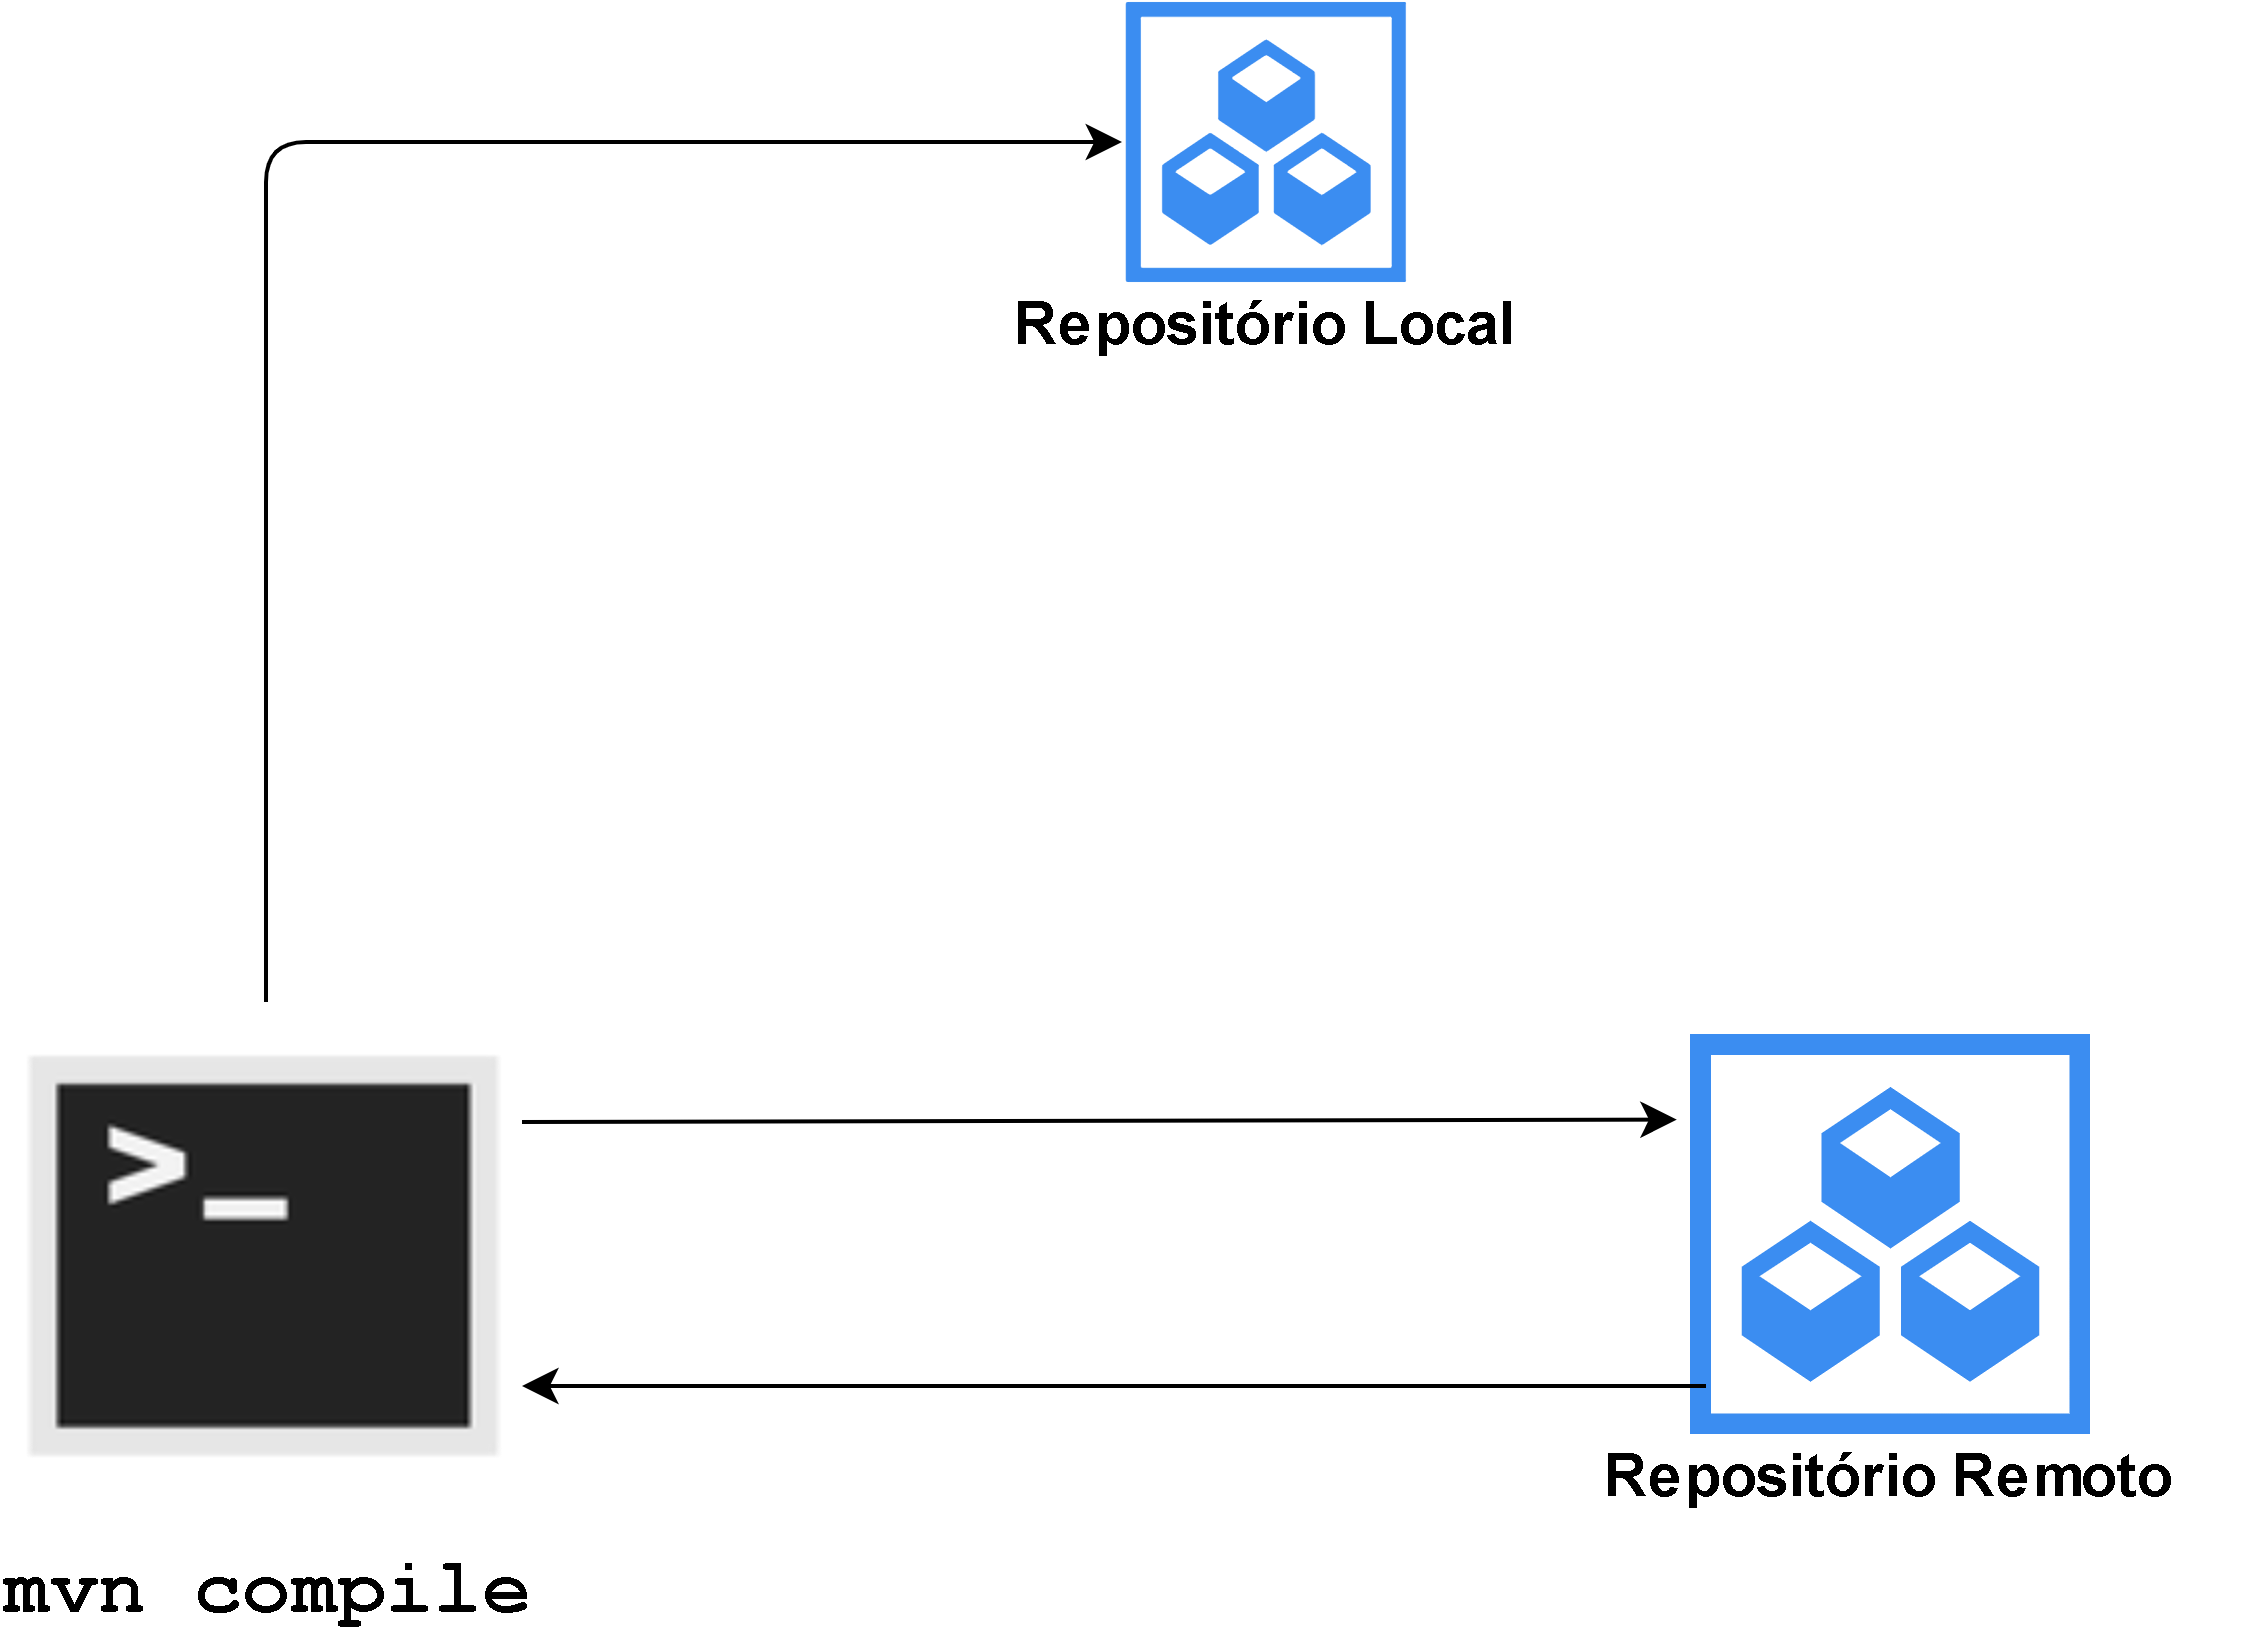 Repositório Local
>_
Repositório Remoto
mvn compile